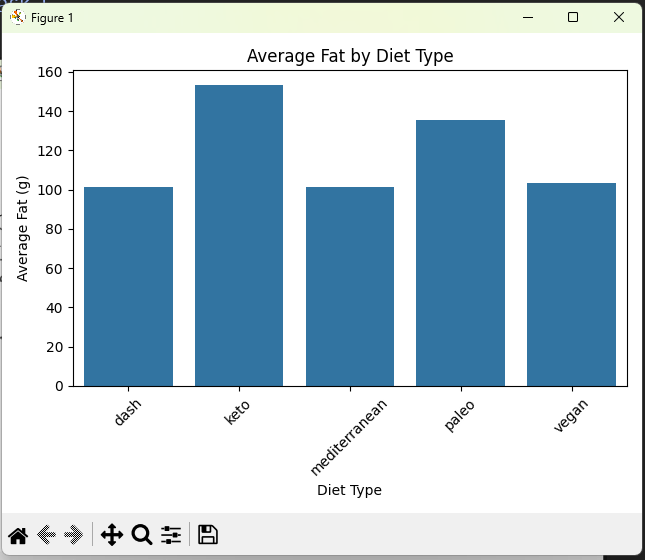 Figure 1
Average Fat by Diet Type
160
140
120
100
80
60
40
20
0
Average Fat (g)
dash
keto
mediterranean
paleo
vegan
Diet Type